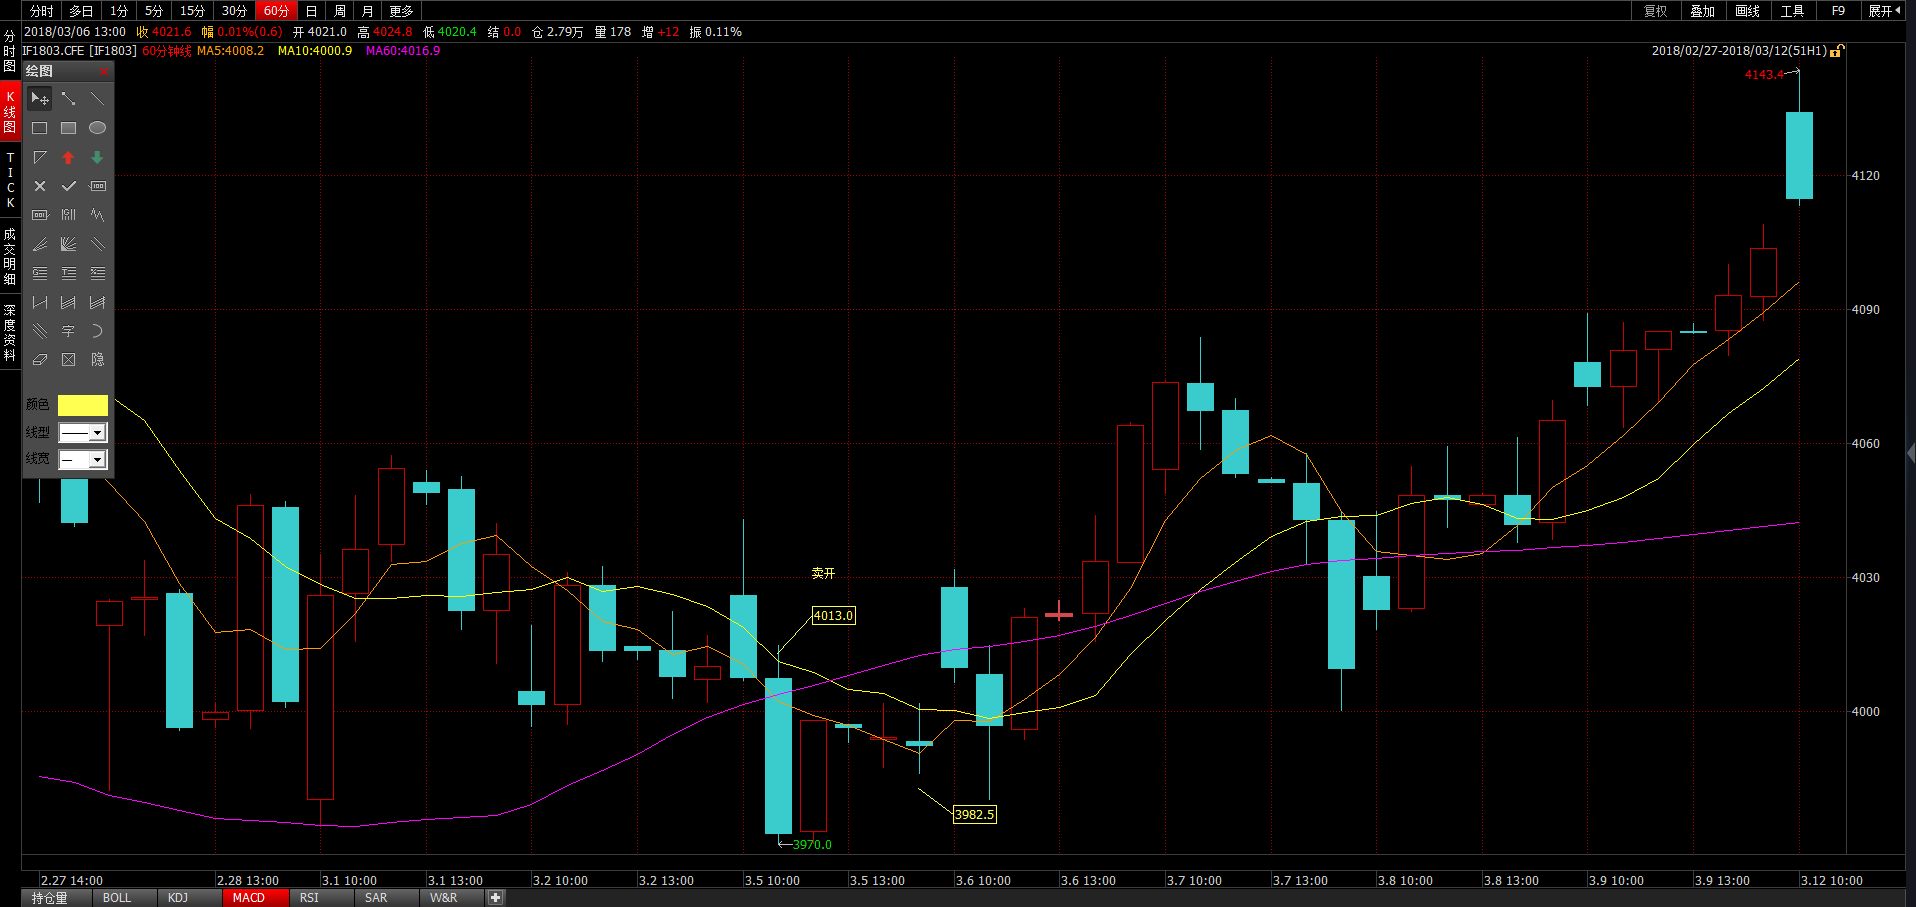 分时 多日 1分 5分 15分 30分 60分 日 周 月 更多 复权 叠加 画线 工具 F9 展开
2018/03/06 13:00 收 4021.6 幅 0.01%(0.6) 开 4021.0 高 4024.8 低 4020.4 结 0.0 仓 2.79万 量 178 增 +12 振 0.11%
IF1803.CFE [IF1803] 60分钟线 MA5:4008.2 MA10:4000.9 MA60:4016.9 2018/02/27-2018/03/12(51H1)
分时图
K线图
TICK
成交明细
深度资料
绘图
字
隐
颜色
线型
线宽
4143.4
4120
4090
4060
4030
4000
卖开
4013.0
3982.5
3970.0
2.27 14:00 2.28 13:00 3.1 10:00 3.1 13:00 3.2 10:00 3.2 13:00 3.5 10:00 3.5 13:00 3.6 10:00 3.6 13:00 3.7 10:00 3.7 13:00 3.8 10:00 3.8 13:00 3.9 10:00 3.9 13:00 3.12 10:00
持仓量 BOLL KDJ MACD RSI SAR W&R